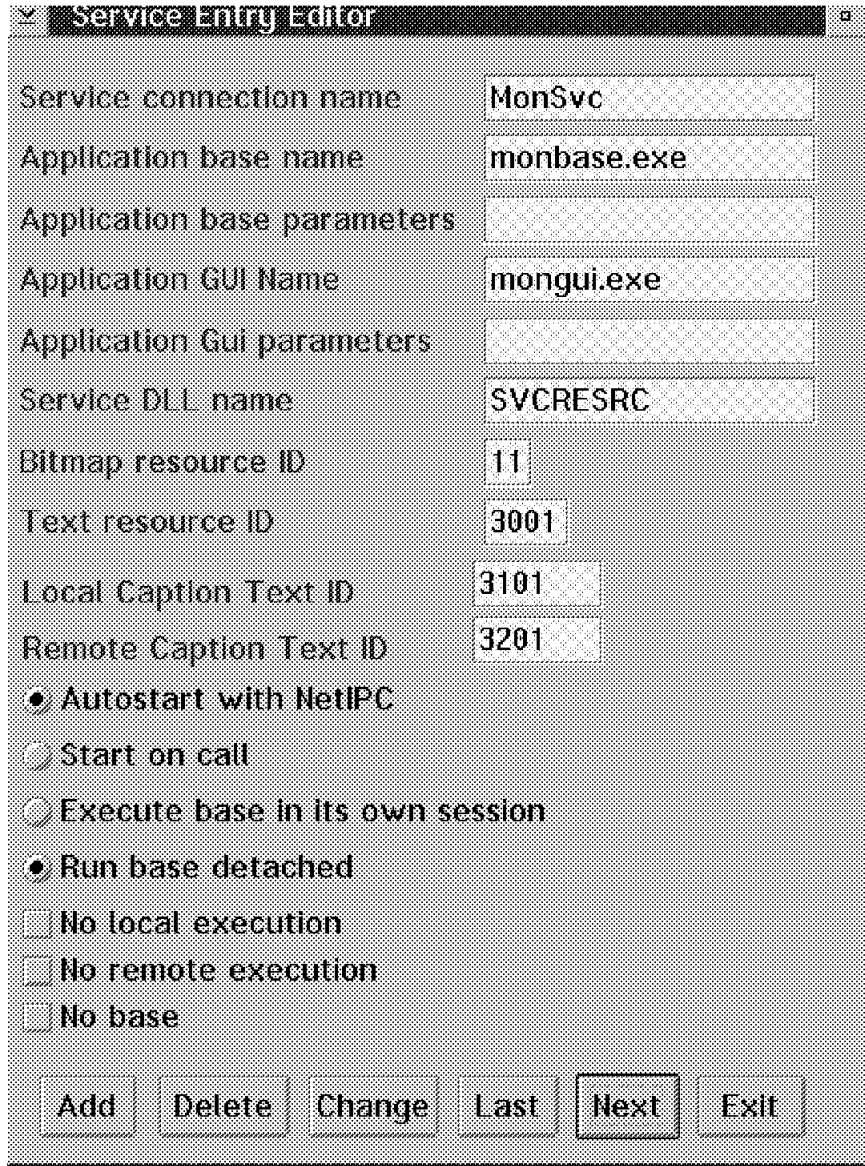 Service Entry Editor
Service connection name MonSvc
Application base name monbase.exe
Application base parameters
Application GUI Name mongui.exe
Application Gui parameters
Service DLL name SVCRESRC
Bitmap resource ID 11
Text resource ID 3001
Local Caption Text ID 3101
Remote Caption Text ID 3201
Autostart with NetIPC
Start on call
Execute base in its own session
Run base detached
No local execution
No remote execution
No base
Add Delete Change Last Next Exit